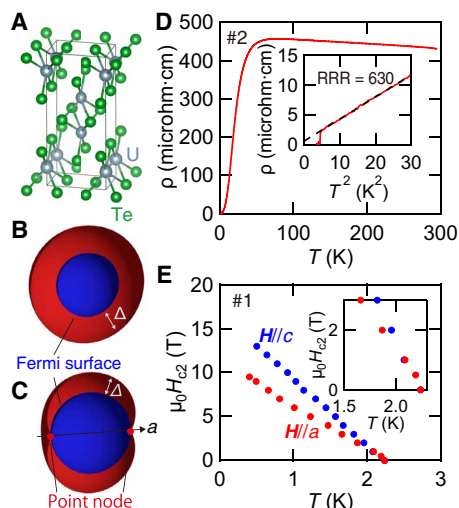 A
U
Te
B
Δ
Fermi surface
C
Δ
a
Point node
D
#2
ρ (microhm·cm)
600
500
400
300
200
100
0
0
100
200
300
T (K)
RRR = 630
ρ (microhm·cm)
15
10
5
0
0
10
20
30
T² (K²)
E
#1
μ₀Hc2 (T)
20
15
10
5
0
0
1
2
3
T (K)
H//c
H//a
μ₀Hc2 (T)
2
0
1.5
2.0
T (K)